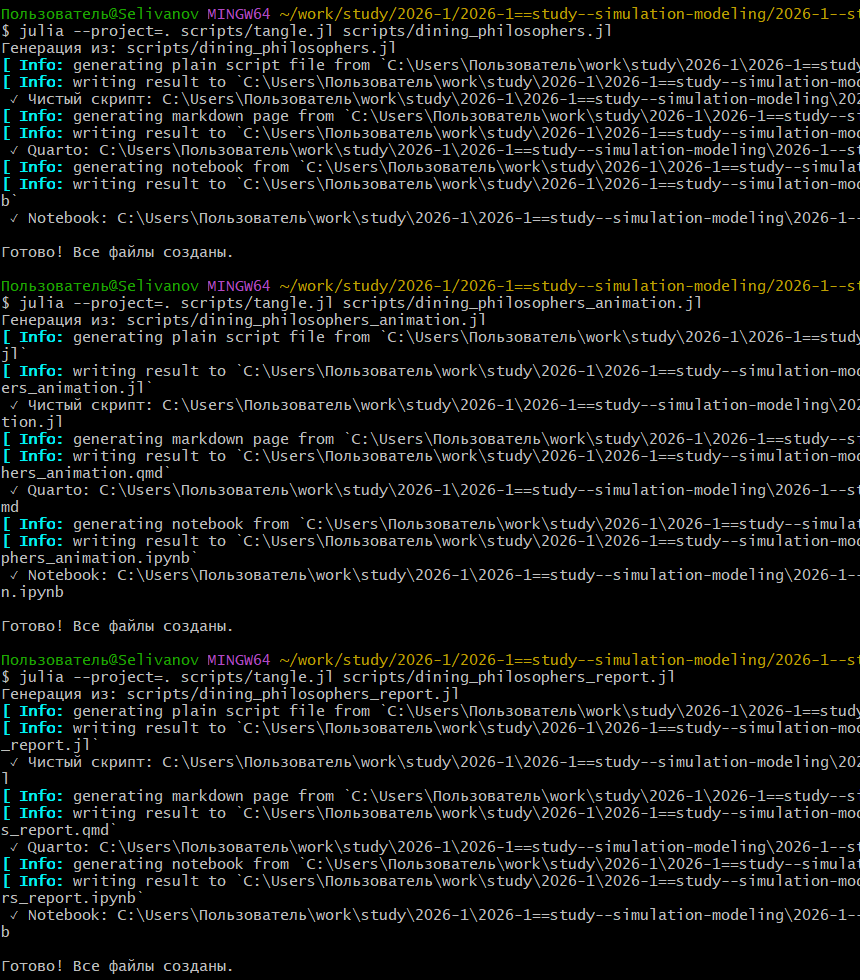 Пользователь@Selivanov MINGW64 ~/work/study/2026-1/2026-1==study--simulation-modeling/2026-1--st
$ julia --project=. scripts/tangle.jl scripts/dining_philosophers.jl
Генерация из: scripts/dining_philosophers.jl
[ Info: generating plain script file from `C:\Users\Пользователь\work\study\2026-1\2026-1==study
[ Info: writing result to `C:\Users\Пользователь\work\study\2026-1\2026-1==study--simulation-mod
✓ Чистый скрипт: C:\Users\Пользователь\work\study\2026-1\2026-1==study--simulation-modeling\202
[ Info: generating markdown page from `C:\Users\Пользователь\work\study\2026-1\2026-1==study--s
[ Info: writing result to `C:\Users\Пользователь\work\study\2026-1\2026-1==study--simulation-mod
✓ Quarto: C:\Users\Пользователь\work\study\2026-1\2026-1==study--simulation-modeling\2026-1--st
[ Info: generating notebook from `C:\Users\Пользователь\work\study\2026-1\2026-1==study--simulat
[ Info: writing result to `C:\Users\Пользователь\work\study\2026-1\2026-1==study--simulation-mod
b`
✓ Notebook: C:\Users\Пользователь\work\study\2026-1\2026-1==study--simulation-modeling\2026-1--
Готово! Все файлы созданы.
Пользователь@Selivanov MINGW64 ~/work/study/2026-1/2026-1==study--simulation-modeling/2026-1--st
$ julia --project=. scripts/tangle.jl scripts/dining_philosophers_animation.jl
Генерация из: scripts/dining_philosophers_animation.jl
[ Info: generating plain script file from `C:\Users\Пользователь\work\study\2026-1\2026-1==study
jl`
[ Info: writing result to `C:\Users\Пользователь\work\study\2026-1\2026-1==study--simulation-mod
ers_animation.jl`
✓ Чистый скрипт: C:\Users\Пользователь\work\study\2026-1\2026-1==study--simulation-modeling\202
tion.jl
[ Info: generating markdown page from `C:\Users\Пользователь\work\study\2026-1\2026-1==study--s
[ Info: writing result to `C:\Users\Пользователь\work\study\2026-1\2026-1==study--simulation-mod
hers_animation.qmd`
✓ Quarto: C:\Users\Пользователь\work\study\2026-1\2026-1==study--simulation-modeling\2026-1--st
md
[ Info: generating notebook from `C:\Users\Пользователь\work\study\2026-1\2026-1==study--simulat
[ Info: writing result to `C:\Users\Пользователь\work\study\2026-1\2026-1==study--simulation-mod
phers_animation.ipynb`
✓ Notebook: C:\Users\Пользователь\work\study\2026-1\2026-1==study--simulation-modeling\2026-1--
n.ipynb
Готово! Все файлы созданы.
Пользователь@Selivanov MINGW64 ~/work/study/2026-1/2026-1==study--simulation-modeling/2026-1--st
$ julia --project=. scripts/tangle.jl scripts/dining_philosophers_report.jl
Генерация из: scripts/dining_philosophers_report.jl
[ Info: generating plain script file from `C:\Users\Пользователь\work\study\2026-1\2026-1==study
[ Info: writing result to `C:\Users\Пользователь\work\study\2026-1\2026-1==study--simulation-mod
_report.jl`
✓ Чистый скрипт: C:\Users\Пользователь\work\study\2026-1\2026-1==study--simulation-modeling\202
l
[ Info: generating markdown page from `C:\Users\Пользователь\work\study\2026-1\2026-1==study--s
[ Info: writing result to `C:\Users\Пользователь\work\study\2026-1\2026-1==study--simulation-mod
s_report.qmd`
✓ Quarto: C:\Users\Пользователь\work\study\2026-1\2026-1==study--simulation-modeling\2026-1--st
[ Info: generating notebook from `C:\Users\Пользователь\work\study\2026-1\2026-1==study--simulat
[ Info: writing result to `C:\Users\Пользователь\work\study\2026-1\2026-1==study--simulation-mod
rs_report.ipynb`
✓ Notebook: C:\Users\Пользователь\work\study\2026-1\2026-1==study--simulation-modeling\2026-1--
b
Готово! Все файлы созданы.